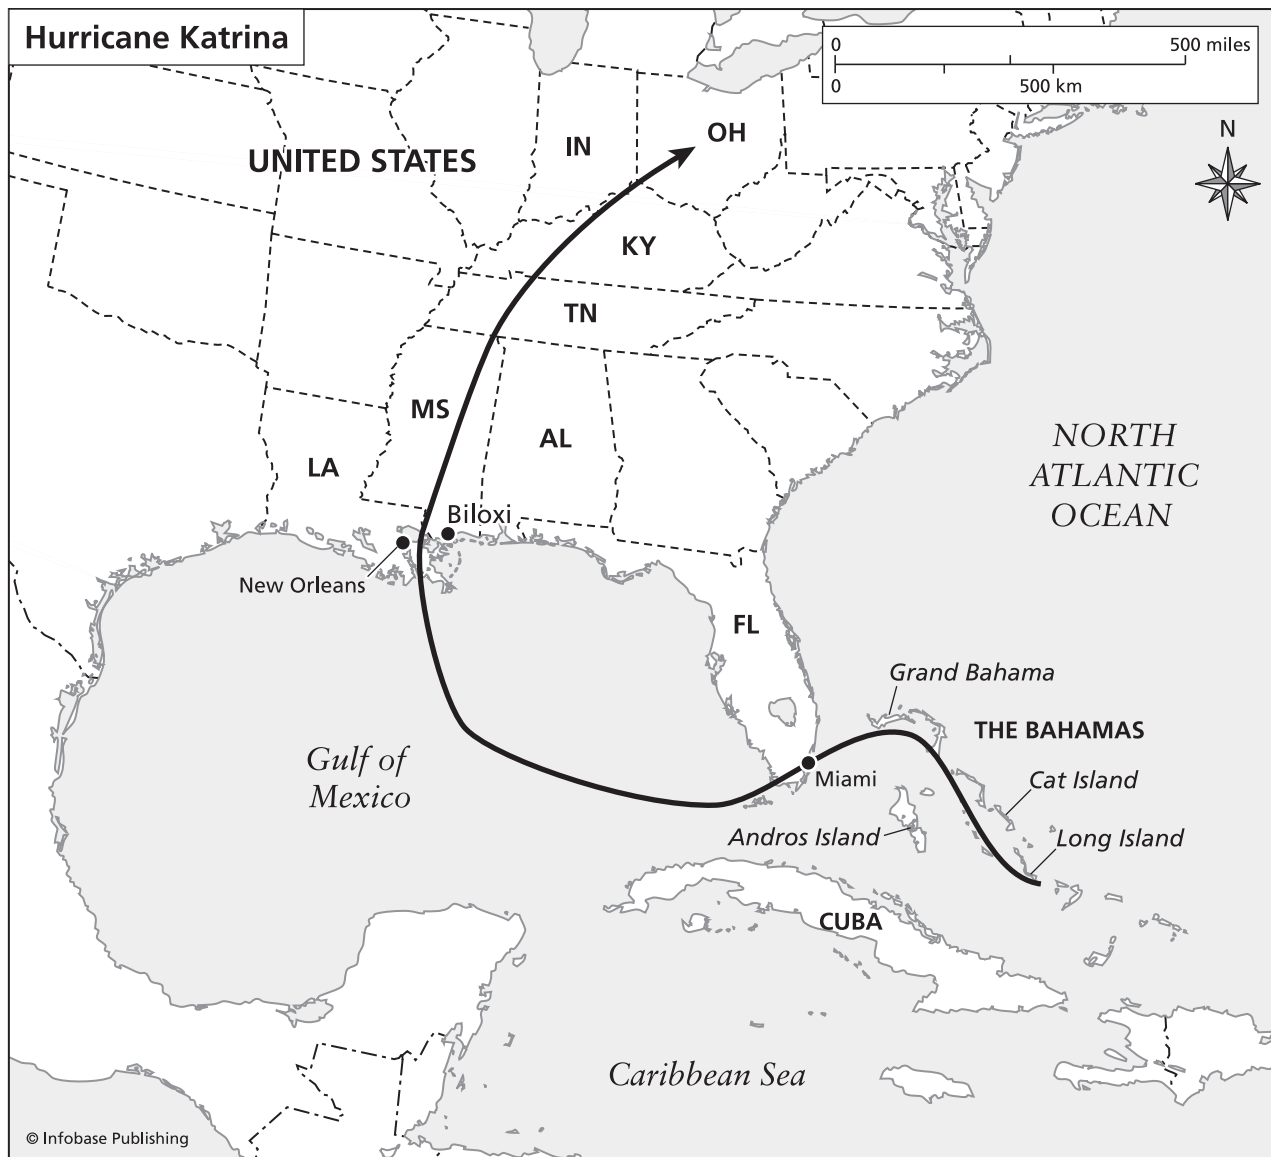 Hurricane Katrina
0 500 miles
0 500 km
N
OH
IN
UNITED STATES
KY
TN
MS
AL
LA
NORTH
ATLANTIC
OCEAN
Biloxi
New Orleans
FL
Grand Bahama
THE BAHAMAS
Gulf of
Mexico
Miami
Cat Island
Andros Island
Long Island
CUBA
Caribbean Sea
© Infobase Publishing